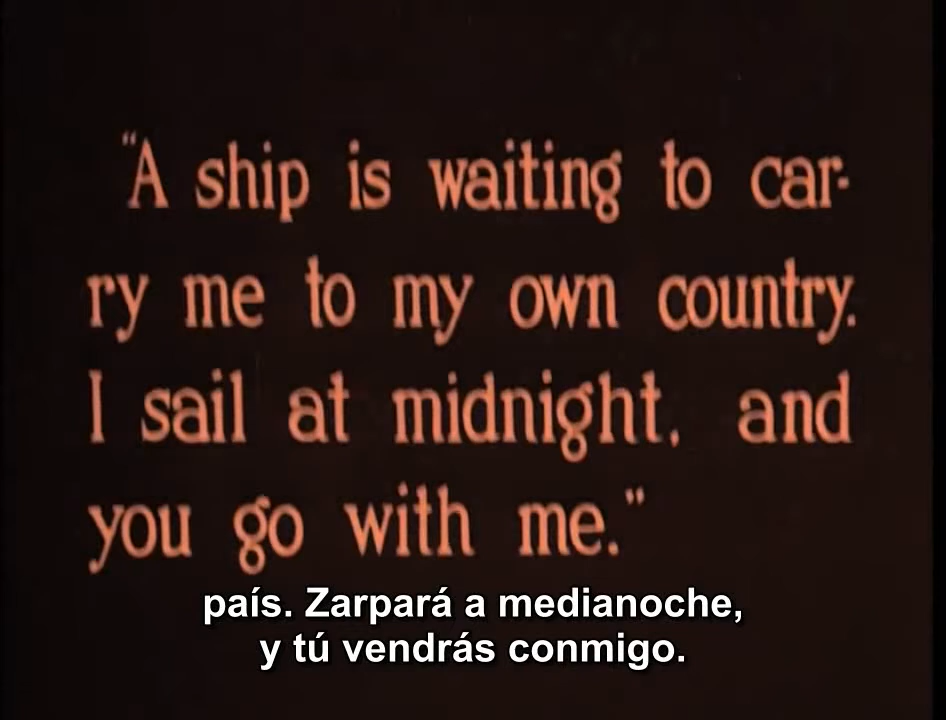 "A ship is waiting to car-
ry me to my own country.
I sail at midnight, and
you go with me."
país. Zarpará a medianoche,
y tú vendrás conmigo.